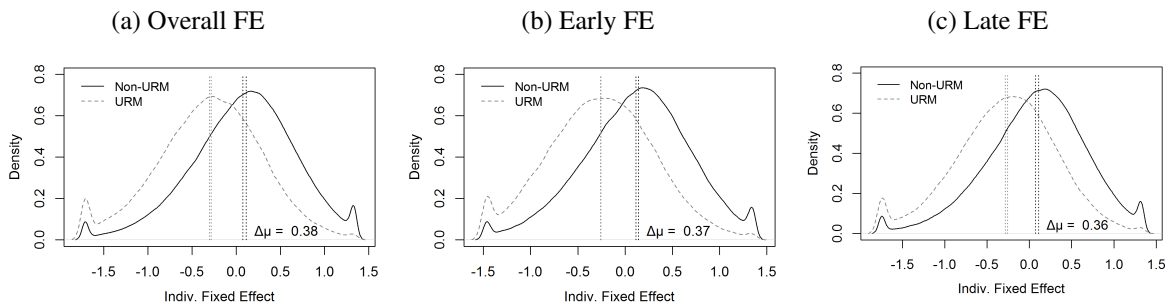 (a) Overall FE
Non-URM
URM
Density
0.0 0.2 0.4 0.6 0.8
Δμ = 0.38
-1.5 -1.0 -0.5 0.0 0.5 1.0 1.5
Indiv. Fixed Effect
(b) Early FE
Non-URM
URM
Density
0.0 0.2 0.4 0.6 0.8
Δμ = 0.37
-1.5 -1.0 -0.5 0.0 0.5 1.0 1.5
Indiv. Fixed Effect
(c) Late FE
Non-URM
URM
Density
0.0 0.2 0.4 0.6 0.8
Δμ = 0.36
-1.5 -1.0 -0.5 0.0 0.5 1.0 1.5
Indiv. Fixed Effect